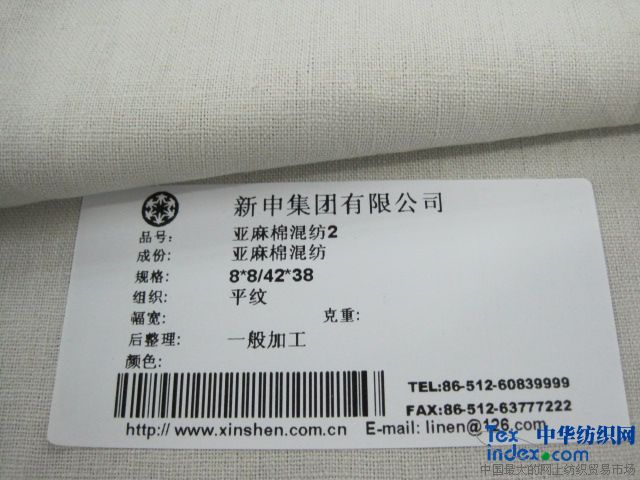 新申集团有限公司
品号: 亚麻棉混纺2
成份: 亚麻棉混纺
规格: 8*8/42*38
组织: 平纹
幅宽: 克重:
后整理: 一般加工
颜色:
TEL:86-512-60839999
FAX:86-512-63777222
http://www.xinshen.com.cn E-mail: linen@126.com
Tex 中华纺织网
index.com
中国最大的网上纺织贸易市场